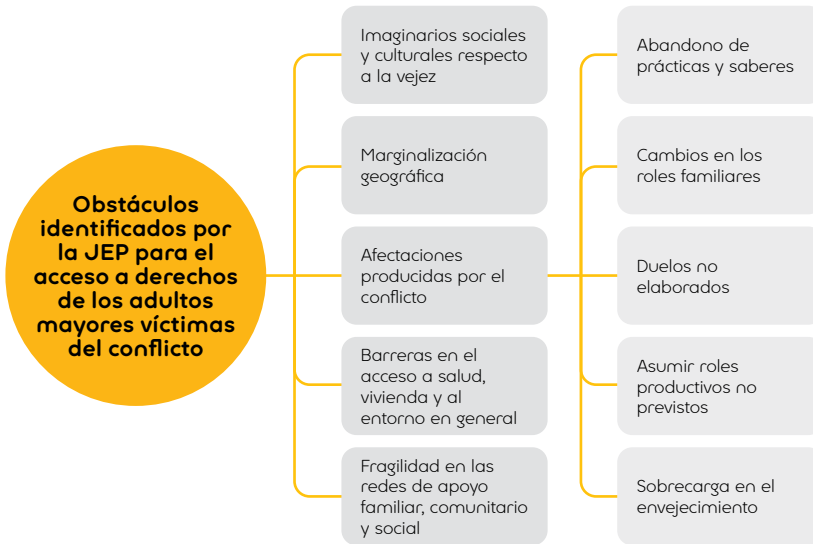 Obstáculos
identificados por
la JEP para el
acceso a derechos
de los adultos
mayores víctimas
del conflicto
Imaginarios sociales
y culturales respecto
a la vejez
Marginalización
geográfica
Afectaciones
producidas por el
conflicto
Barreras en el
acceso a salud,
vivienda y al
entorno en general
Fragilidad en las
redes de apoyo
familiar, comunitario
y social
Abandono de
prácticas y saberes
Cambios en los
roles familiares
Duelos no
elaborados
Asumir roles
productivos no
previstos
Sobrecarga en el
envejecimiento